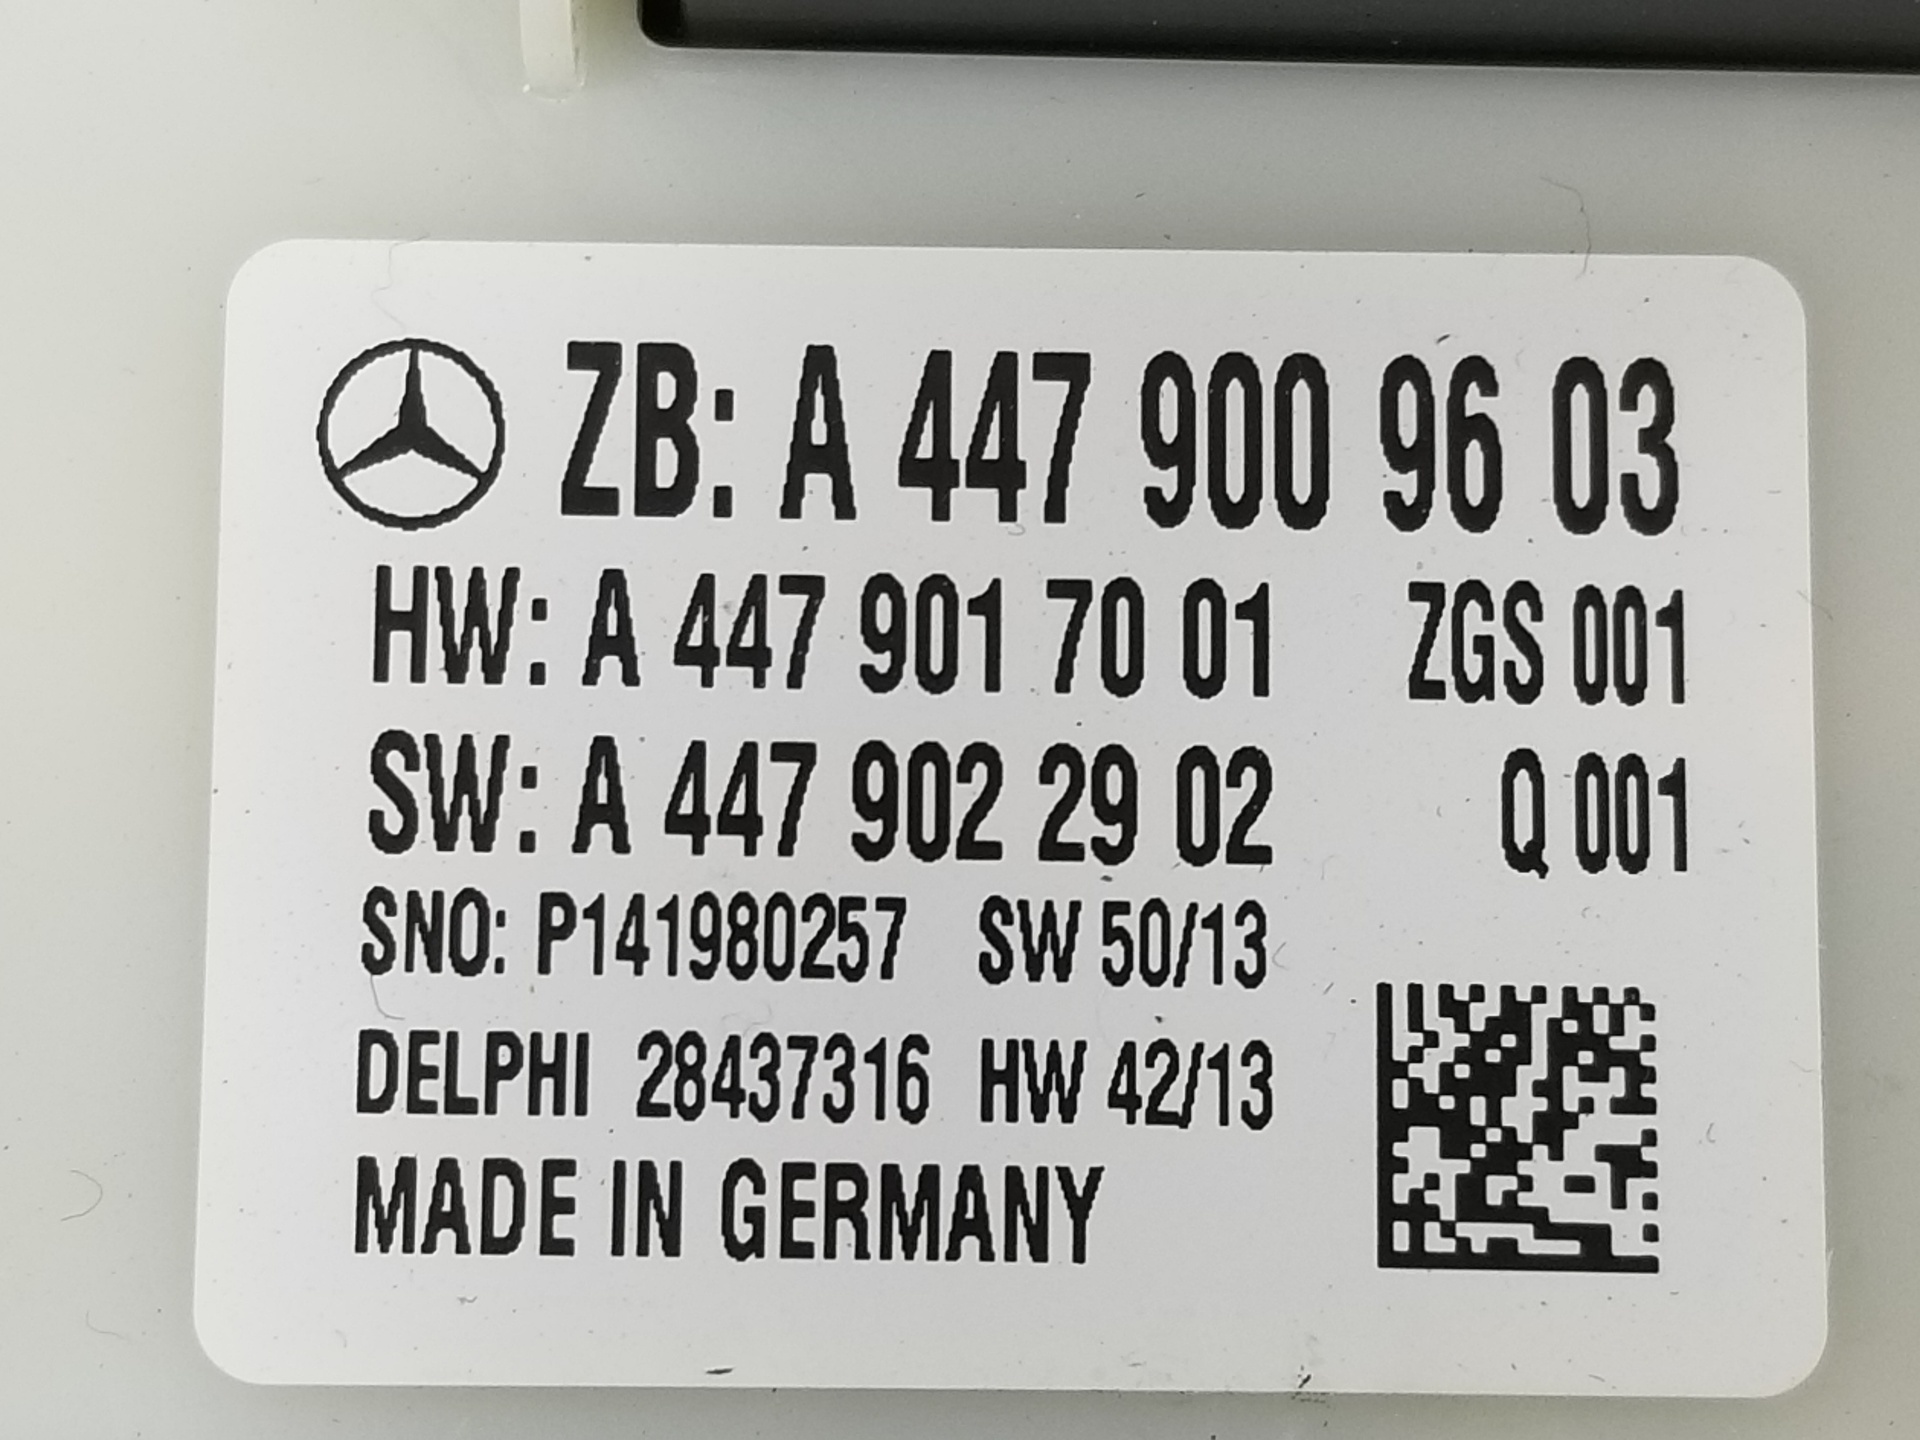 ZB: A 447 900 96 03
HW: A 447 901 70 01 ZGS 001
SW: A 447 902 29 02 Q 001
SNO: P141980257 SW 50/13
DELPHI 28437316 HW 42/13
MADE IN GERMANY